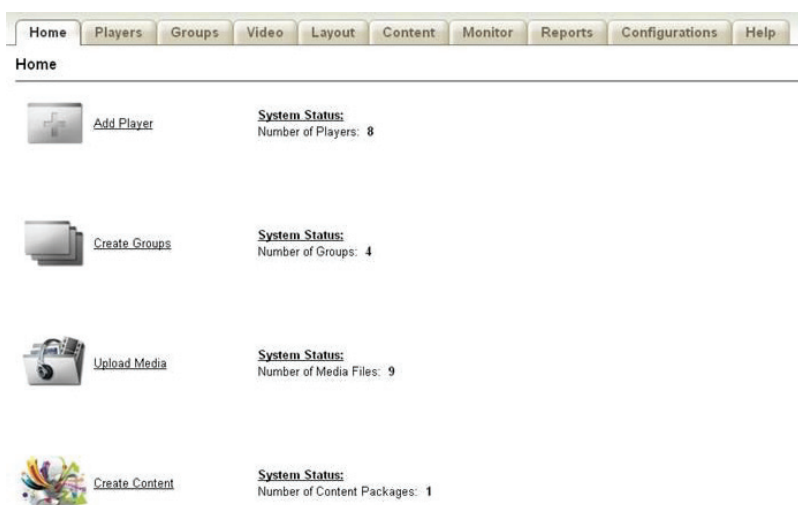 Home Players Groups Video Layout Content Monitor Reports Configurations Help
Home
Add Player
System Status:
Number of Players: 8
Create Groups
System Status:
Number of Groups: 4
Upload Media
System Status:
Number of Media Files: 9
Create Content
System Status:
Number of Content Packages: 1